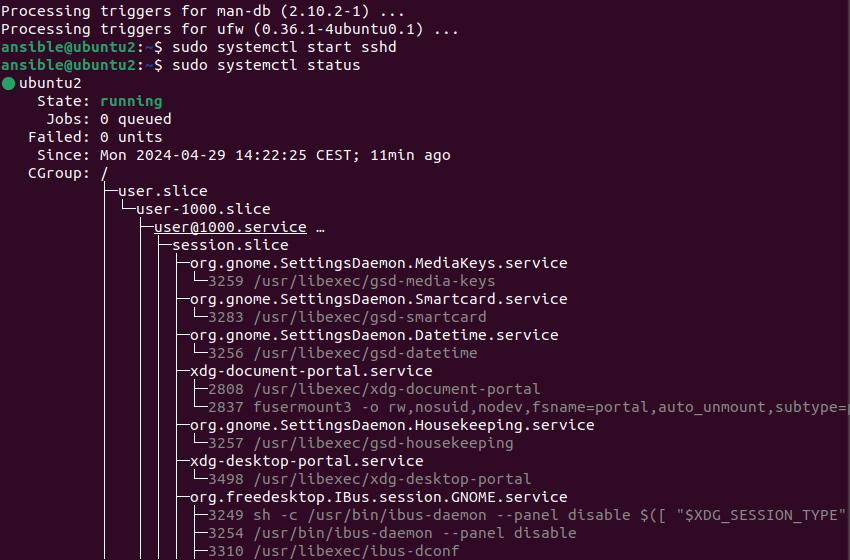 Processing triggers for man-db (2.10.2-1) ...
Processing triggers for ufw (0.36.1-4ubuntu0.1) ...
ansible@ubuntu2:~$ sudo systemctl start sshd
ansible@ubuntu2:~$ sudo systemctl status
● ubuntu2
State: running
Jobs: 0 queued
Failed: 0 units
Since: Mon 2024-04-29 14:22:25 CEST; 11min ago
CGroup: /
├─user.slice
│ └─user-1000.slice
│ ├─user@1000.service …
│ │ ├─session.slice
│ │ │ ├─org.gnome.SettingsDaemon.MediaKeys.service
│ │ │ │ └─3259 /usr/libexec/gsd-media-keys
│ │ │ ├─org.gnome.SettingsDaemon.Smartcard.service
│ │ │ │ └─3283 /usr/libexec/gsd-smartcard
│ │ │ ├─org.gnome.SettingsDaemon.Datetime.service
│ │ │ │ └─3256 /usr/libexec/gsd-datetime
│ │ │ ├─xdg-document-portal.service
│ │ │ │ ├─2808 /usr/libexec/xdg-document-portal
│ │ │ │ └─2837 fusermount3 -o rw,nosuid,nodev,fsname=portal,auto_unmount,subtype=
│ │ │ ├─org.gnome.SettingsDaemon.Housekeeping.service
│ │ │ │ └─3257 /usr/libexec/gsd-housekeeping
│ │ │ ├─xdg-desktop-portal.service
│ │ │ │ └─3498 /usr/libexec/xdg-desktop-portal
│ │ │ ├─org.freedesktop.IBus.session.GNOME.service
│ │ │ │ ├─3249 sh -c /usr/bin/ibus-daemon --panel disable $([ "$XDG_SESSION_TYPE"
│ │ │ │ ├─3254 /usr/bin/ibus-daemon --panel disable
│ │ │ │ ├─3310 /usr/libexec/ibus-dconf